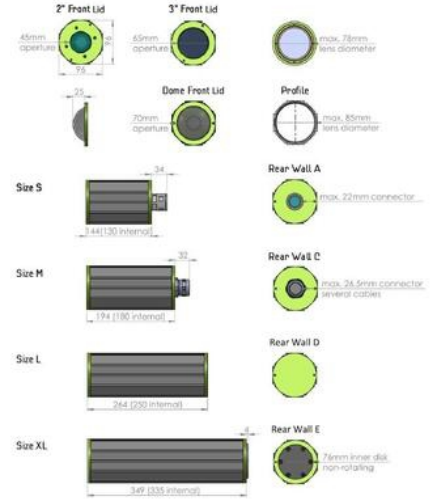 2" Front Lid
3" Front Lid
45mm
aperture
96
96
65mm
aperture
max. 78mm
lens diameter
25
Dome Front Lid
70mm
aperture
Profile
max. 85mm
lens diameter
Size S
34
144(130 internal)
Rear Wall A
max. 22mm connector
Size M
32
194 (180 internal)
Rear Wall C
max. 26.5mm connector
several cables
Size L
264 (250 internal)
Rear Wall D
Size XL
349 (335 internal)
Rear Wall E
76mm inner disk
non-rotating